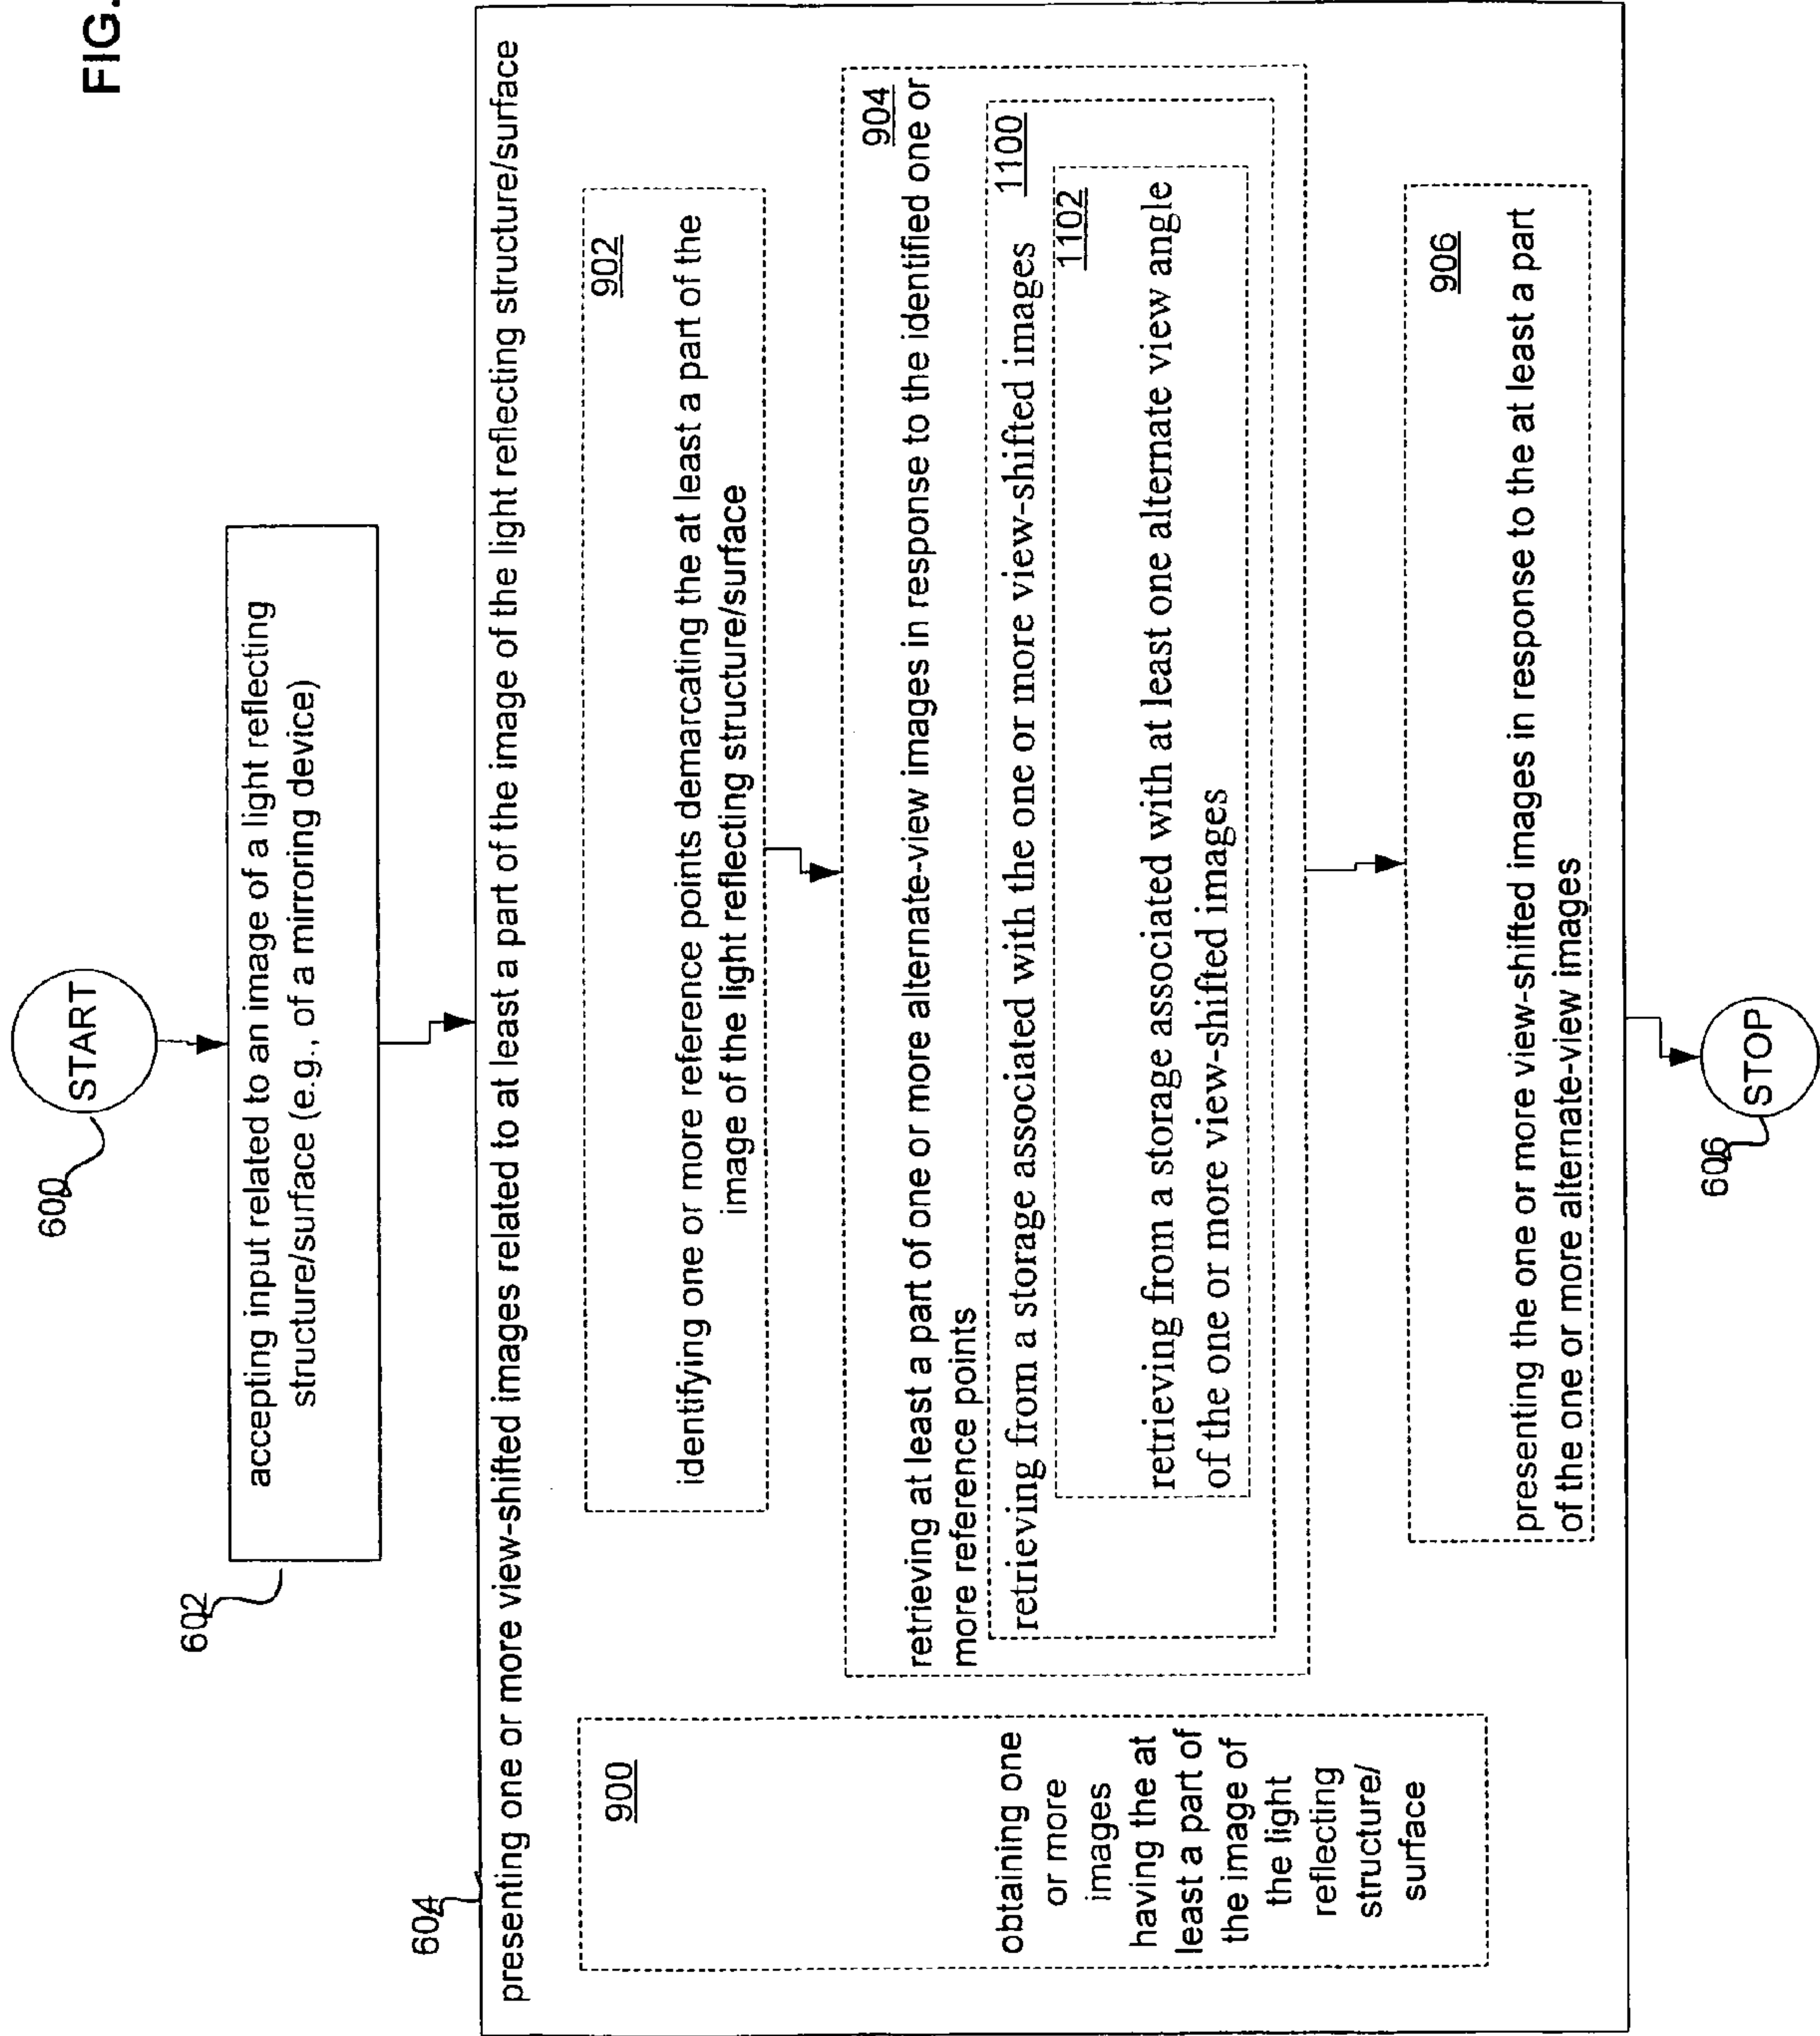 FIG.
START
600
accepting input related to an image of a light reflecting
structure/surface (e.g., of a mirroring device)
602
604
presenting one or more view-shifted images related to at least a part of the image of the light reflecting structure/surface
900
obtaining one
or more
images
having the at
least a part of
the image of
the light
reflecting
structure/
surface
902
identifying one or more reference points demarcating the at least a part of the
image of the light reflecting structure/surface
904
retrieving at least a part of one or more alternate-view images in response to the identified one or
more reference points
1100
retrieving from a storage associated with the one or more view-shifted images
1102
retrieving from a storage associated with at least one alternate view angle
of the one or more view-shifted images
906
presenting the one or more view-shifted images in response to the at least a part
of the one or more alternate-view images
606
STOP